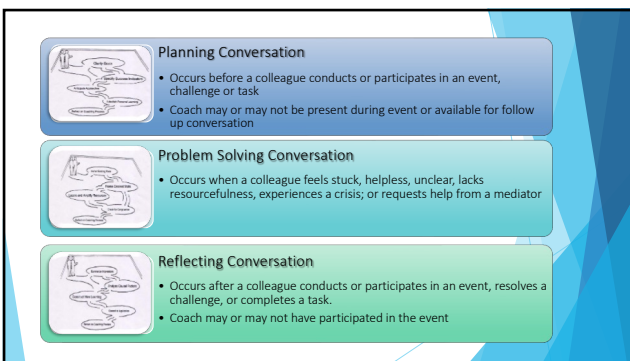 Planning Conversation
• Occurs before a colleague conducts or participates in an event,
challenge or task
• Coach may or may not be present during event or available for follow
up conversation
Problem Solving Conversation
• Occurs when a colleague feels stuck, helpless, unclear, lacks
resourcefulness, experiences a crisis; or requests help from a mediator
Reflecting Conversation
• Occurs after a colleague conducts or participates in an event, resolves a
challenge, or completes a task.
• Coach may or may not have participated in the event